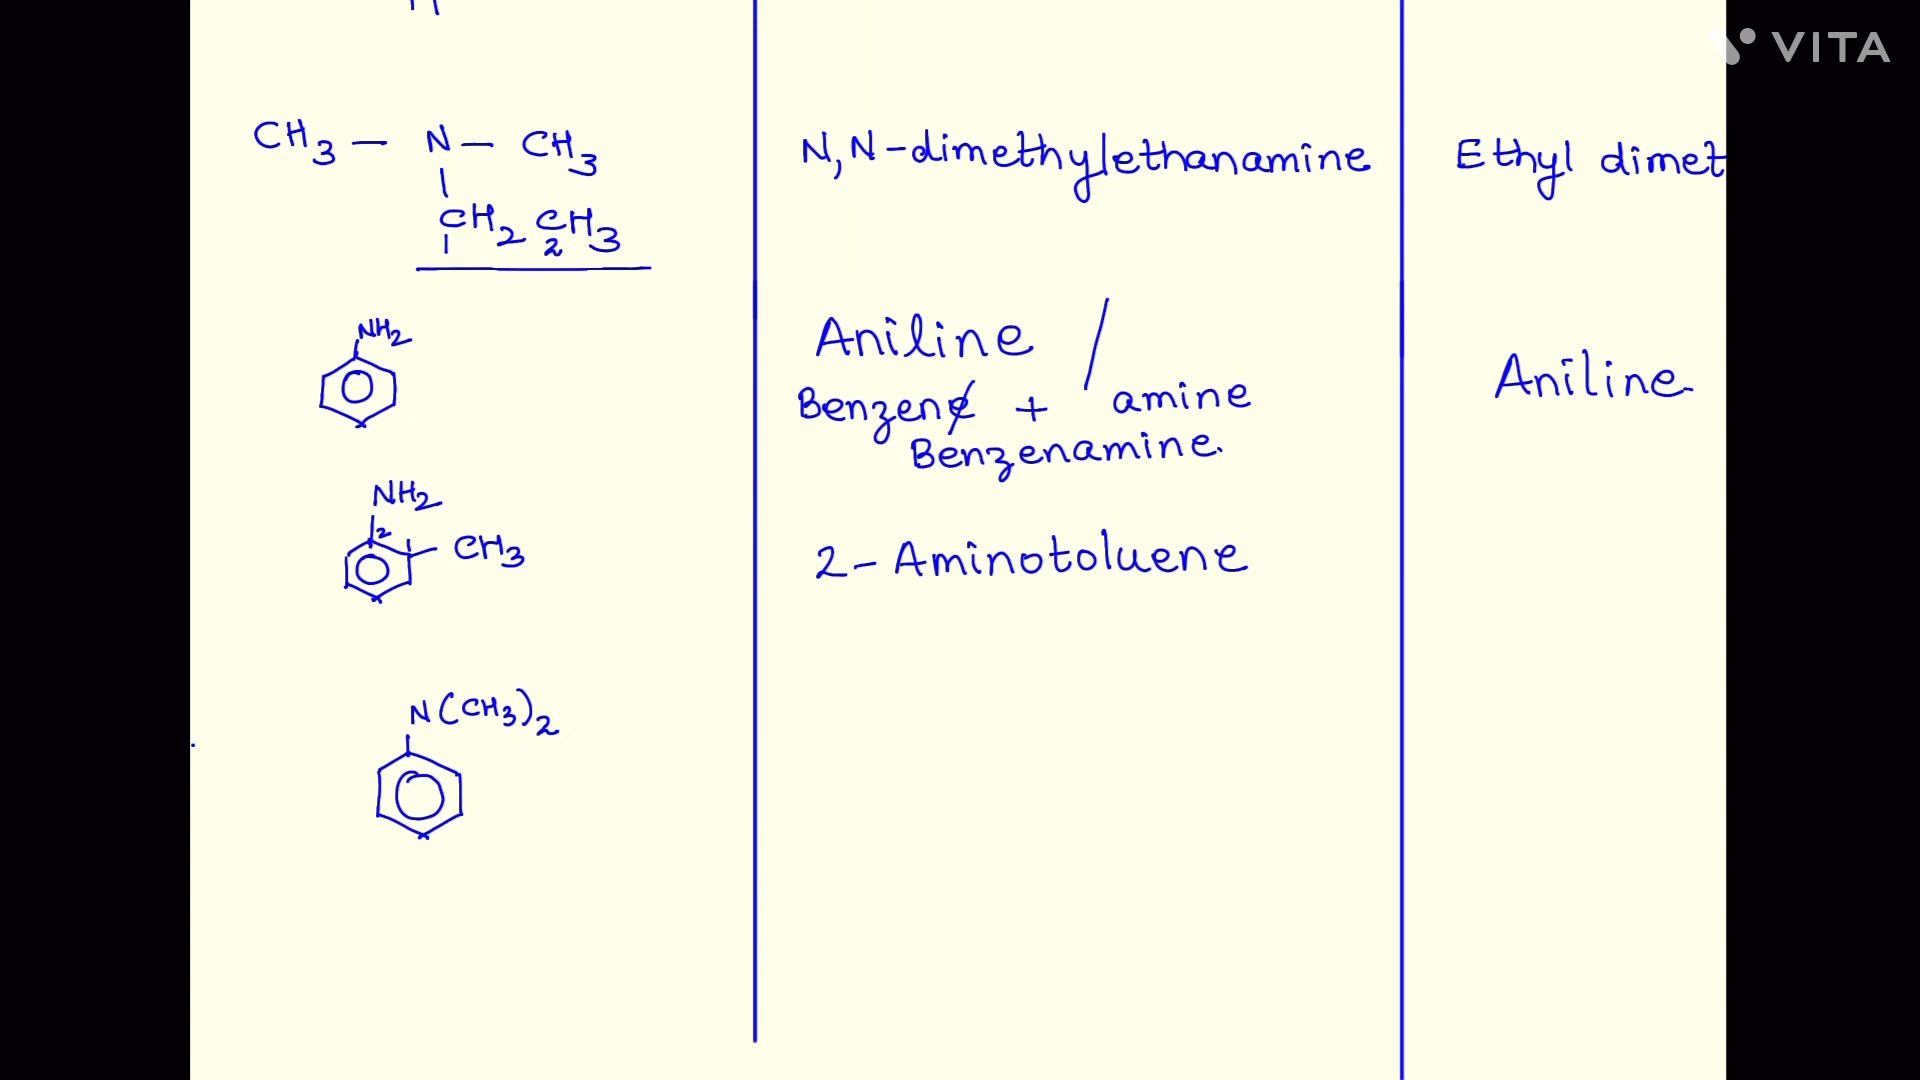 VITA
CH3 — N — CH3
CH2 CH3
1 2
N,N-dimethylethanamine
Ethyl dimet
NH2
Aniline /
Benzene + amine
Benzenamine.
Aniline
NH2
2
1
CH3
2-Aminotoluene
N(CH3)2